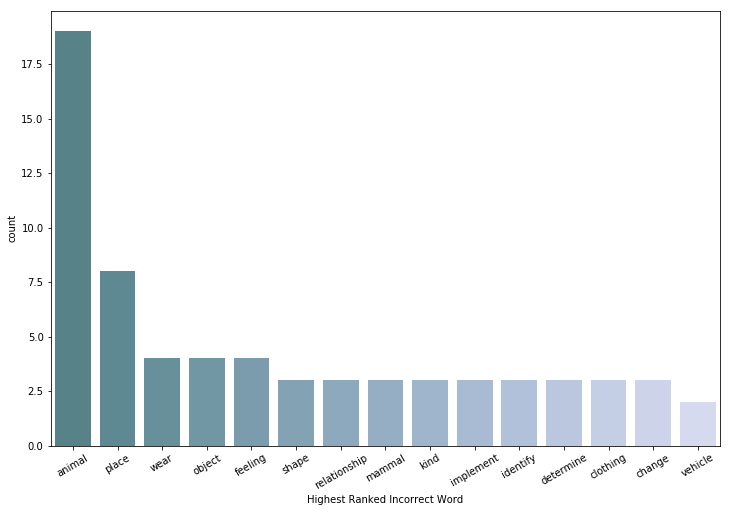 17.5
15.0
12.5
10.0
7.5
5.0
2.5
0.0
count
animal
place
wear
object
feeling
shape
relationship
mammal
kind
implement
identify
determine
clothing
change
vehicle
Highest Ranked Incorrect Word